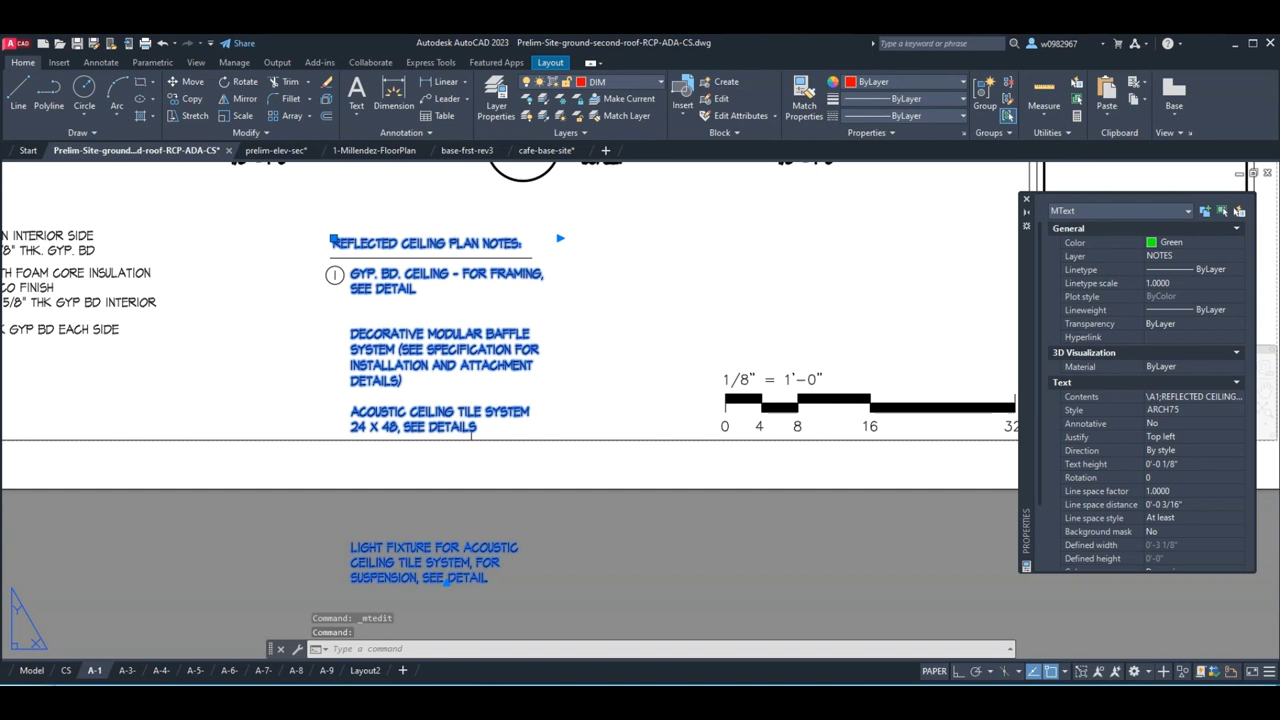 Share
Autodesk AutoCAD 2023 Prelim-Site-ground-second-roof-RCP-ADA-CS.dwg
Type a keyword or phrase
w0982967
CAD
Home Insert Annotate Parametric View Manage Output Add-ins Collaborate Express Tools Featured Apps Layout
Line Polyline Circle Arc
Move Rotate Trim
Copy Mirror Fillet
Stretch Scale Array
Text Dimension
Linear
Leader
Table
Layer Properties
DIM
Make Current
Match Layer
Insert
Create
Edit
Edit Attributes
Match Properties
ByLayer
ByLayer
ByLayer
Group
Measure
Paste
Base
Draw Modify Annotation Layers Block Properties Groups Utilities Clipboard View
Start Prelim-Site-ground...d-roof-RCP-ADA-CS* prelim-elev-sec* 1-Millendez-FloorPlan base-frst-rev3 cafe-base-site*
N INTERIOR SIDE
/8" THK. GYP. BD
TH FOAM CORE INSULATION
CO FINISH
5/8" THK GYP BD INTERIOR
K GYP BD EACH SIDE
REFLECTED CEILING PLAN NOTES:
1
GYP. BD. CEILING - FOR FRAMING,
SEE DETAIL
DECORATIVE MODULAR BAFFLE
SYSTEM (SEE SPECIFICATION FOR
INSTALLATION AND ATTACHMENT
DETAILS)
ACOUSTIC CEILING TILE SYSTEM
24 X 48, SEE DETAILS
LIGHT FIXTURE FOR ACOUSTIC
CEILING TILE SYSTEM, FOR
SUSPENSION, SEE DETAIL
1/8" = 1'-0"
0 4 8 16 32
MText
General
Color Green
Layer NOTES
Linetype ByLayer
Linetype scale 1.0000
Plot style ByColor
Lineweight ByLayer
Transparency ByLayer
Hyperlink
3D Visualization
Material ByLayer
Text
Contents \A1;REFLECTED CEILING...
Style ARCH75
Annotative No
Justify Top left
Direction By style
Text height 0'-0 1/8"
Rotation 0
Line space factor 1.0000
Line space distance 0'-0 3/16"
Line space style At least
Background mask No
Defined width 0'-3 1/8"
Defined height 0'-0"
PROPERTIES
Y
X
Command: _mtedit
Command:
Type a command
Model CS A-1 A-3- A-4- A-5- A-6- A-7- A-8 A-9 Layout2
PAPER